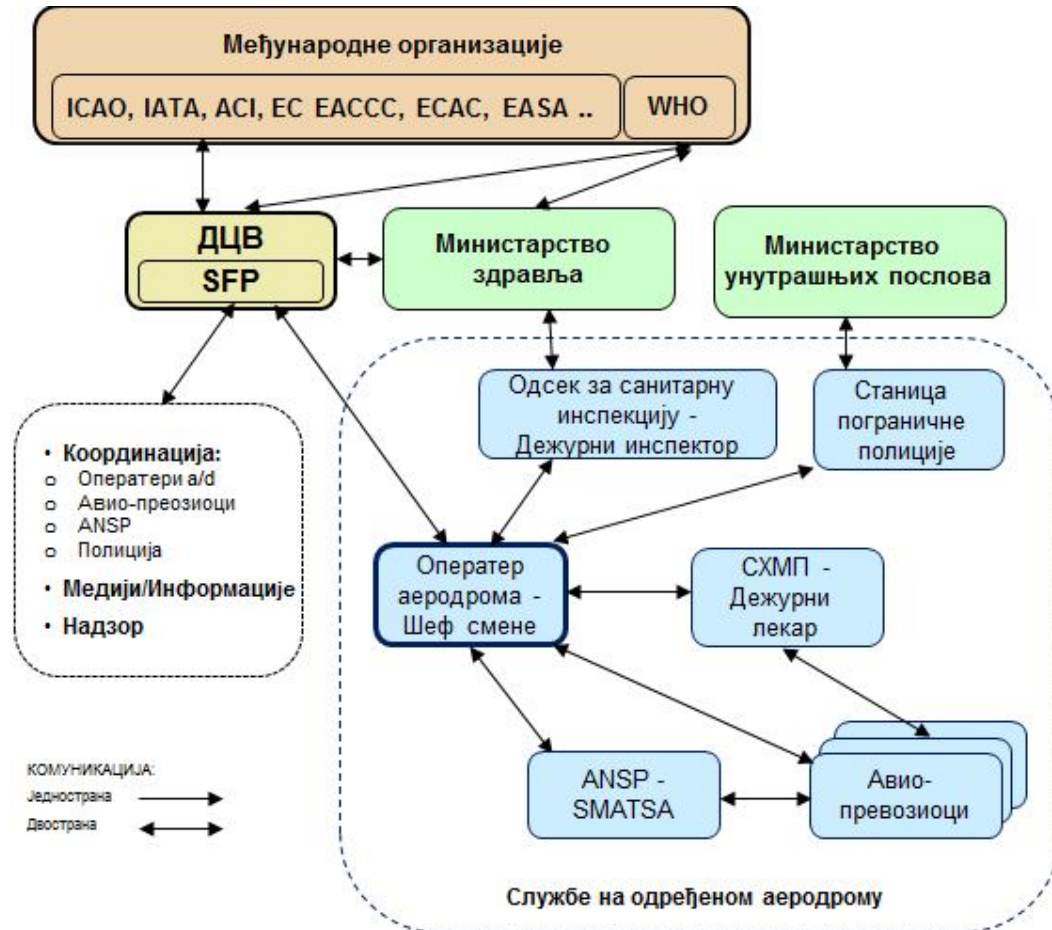 Међународне организације
ICAO, IATA, ACI, EC EACCC, ECAC, EASA ..
WHO
ДЦВ
SFP
Министарство
здравља
Министарство
унутрашњих послова
Одсек за санитарну
инспекцију -
Дежурни инспектор
Станица
пограничне
полиције
• Координација:
o Оператери a/d
o Авио-преозиоци
o ANSP
o Полиција
• Медији/Информације
• Надзор
Оператер
аеродрома -
Шеф смене
СХМП -
Дежурни
лекар
ANSP -
SMATSA
Авио-
превозиоци
КОМУНИКАЦИЈА:
Једнострана
Двострана
Службе на одређеном аеродрому